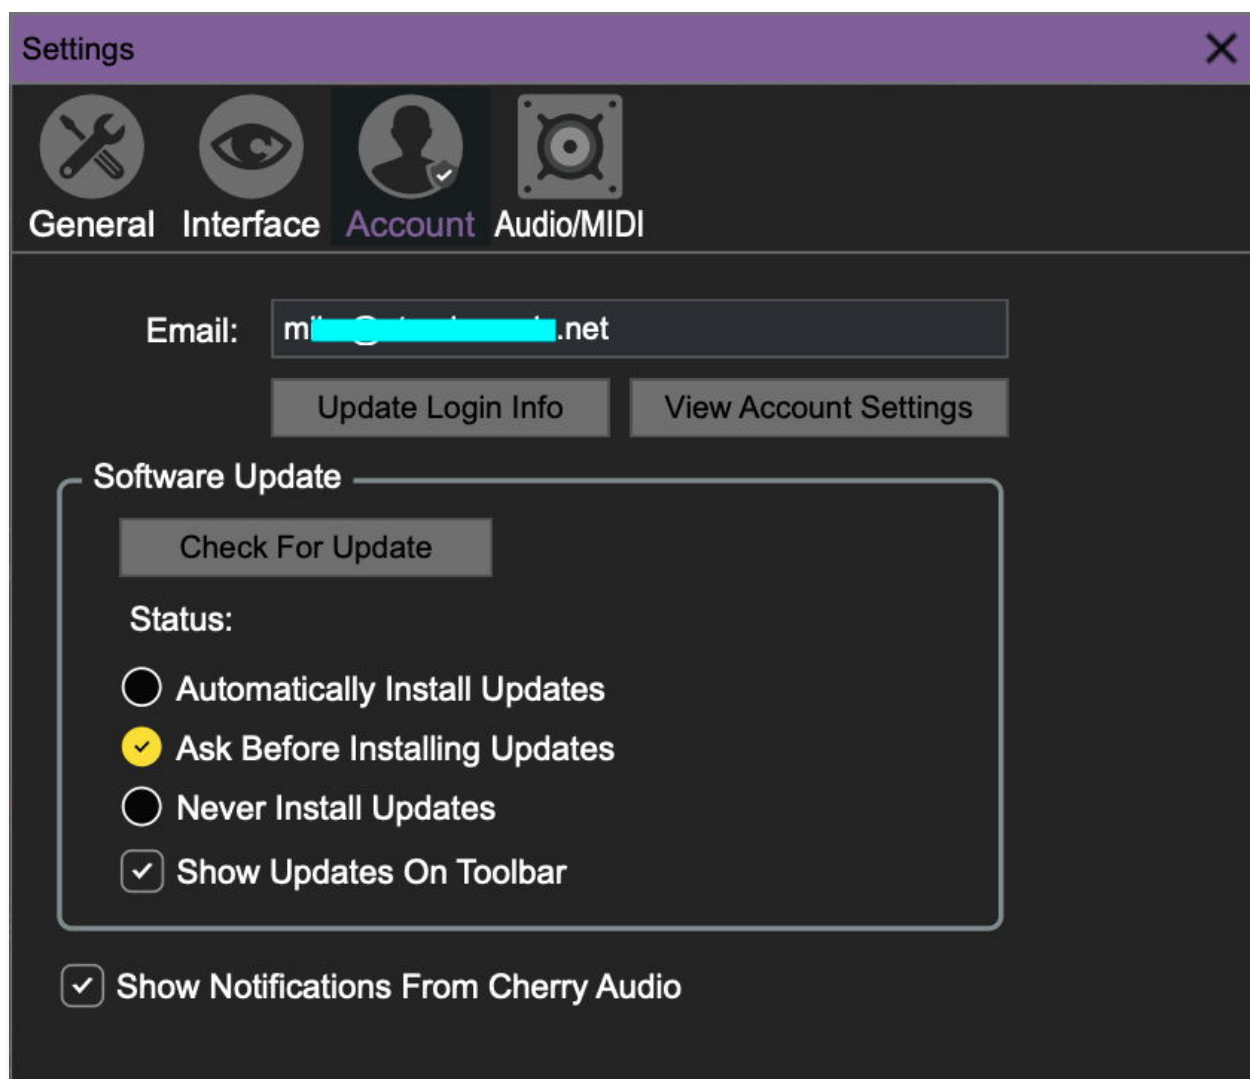 Settings
General Interface Account Audio/MIDI
Email: .net
Update Login Info View Account Settings
Software Update
Check For Update
Status:
Automatically Install Updates
Ask Before Installing Updates
Never Install Updates
Show Updates On Toolbar
Show Notifications From Cherry Audio